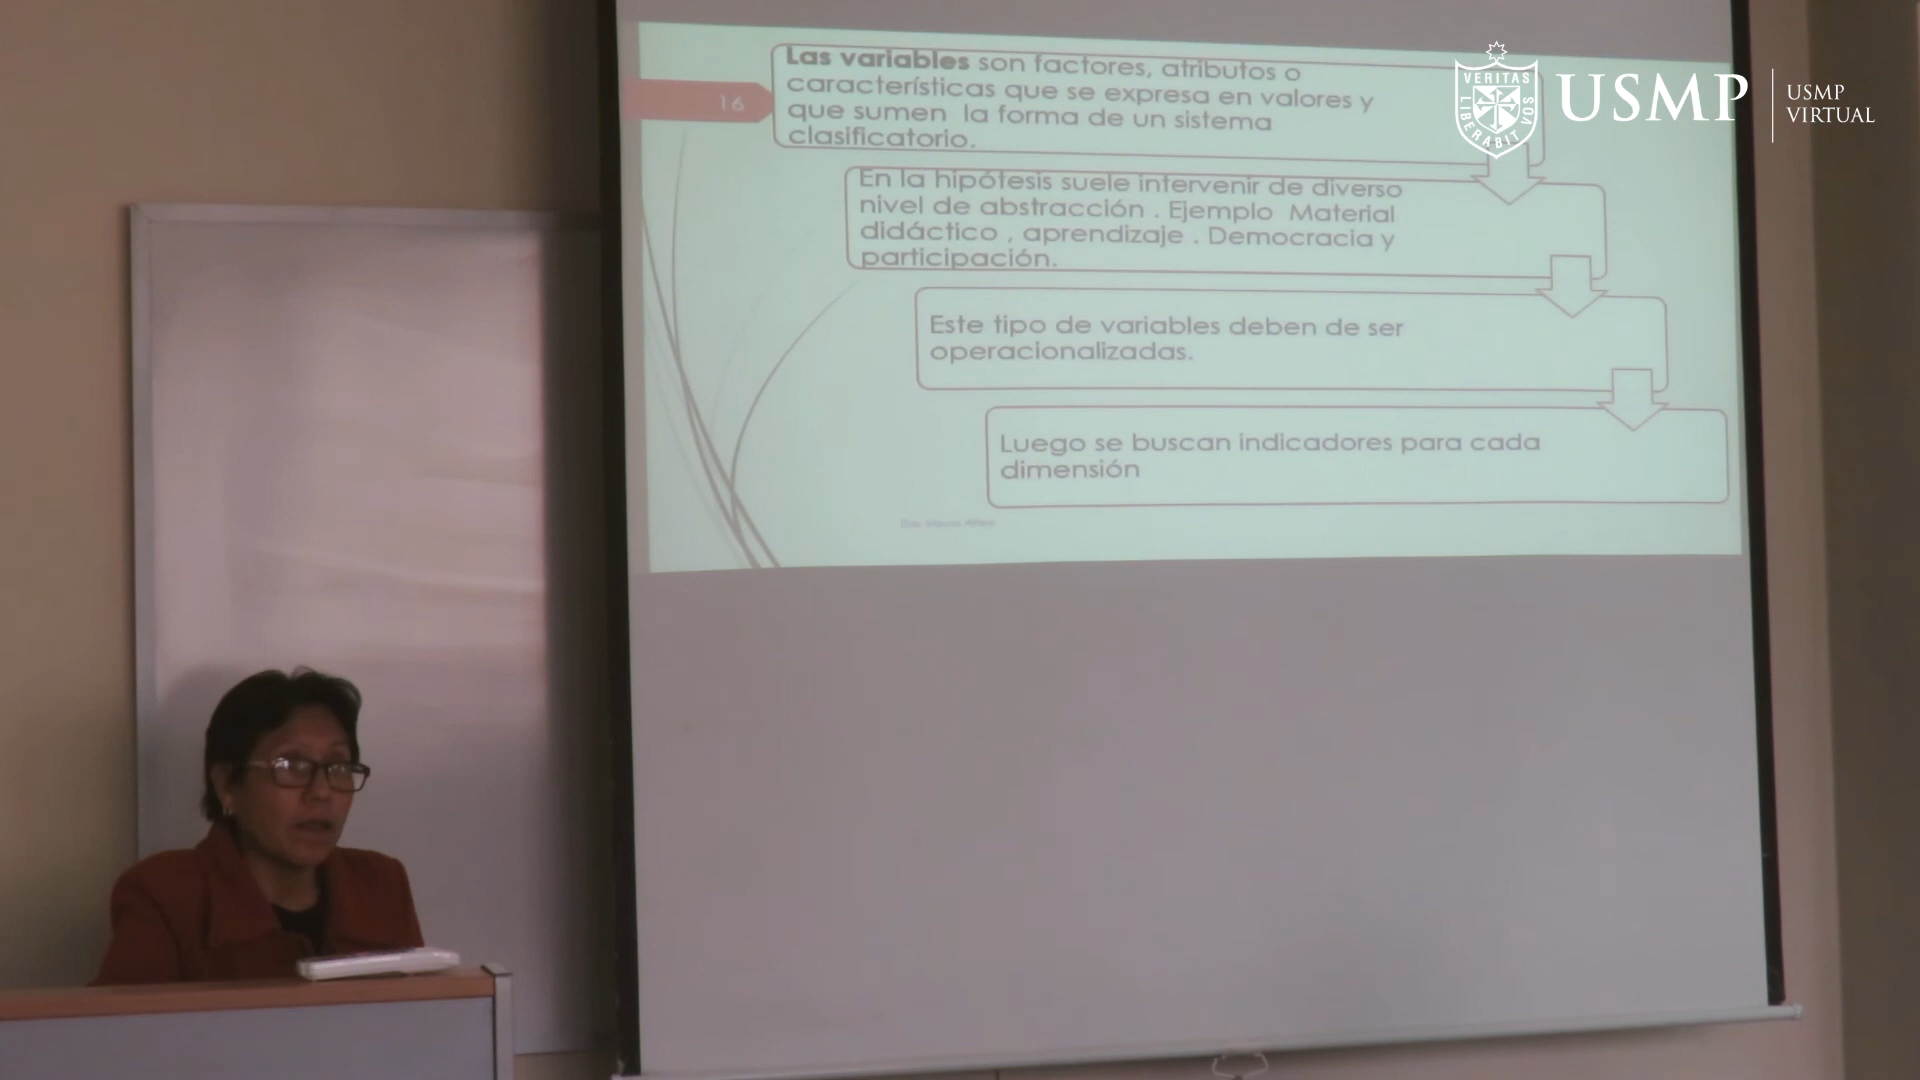 Las variables son factores, atributos o
características que se expresa en valores y
que sumen la forma de un sistema
clasificatorio.
16
En la hipótesis suele intervenir de diverso
nivel de abstracción . Ejemplo Material
didáctico , aprendizaje . Democracia y
participación.
Este tipo de variables deben de ser
operacionalizadas.
Luego se buscan indicadores para cada
dimensión
VERITAS
LIBERABIT VOS
USMP
USMP
VIRTUAL